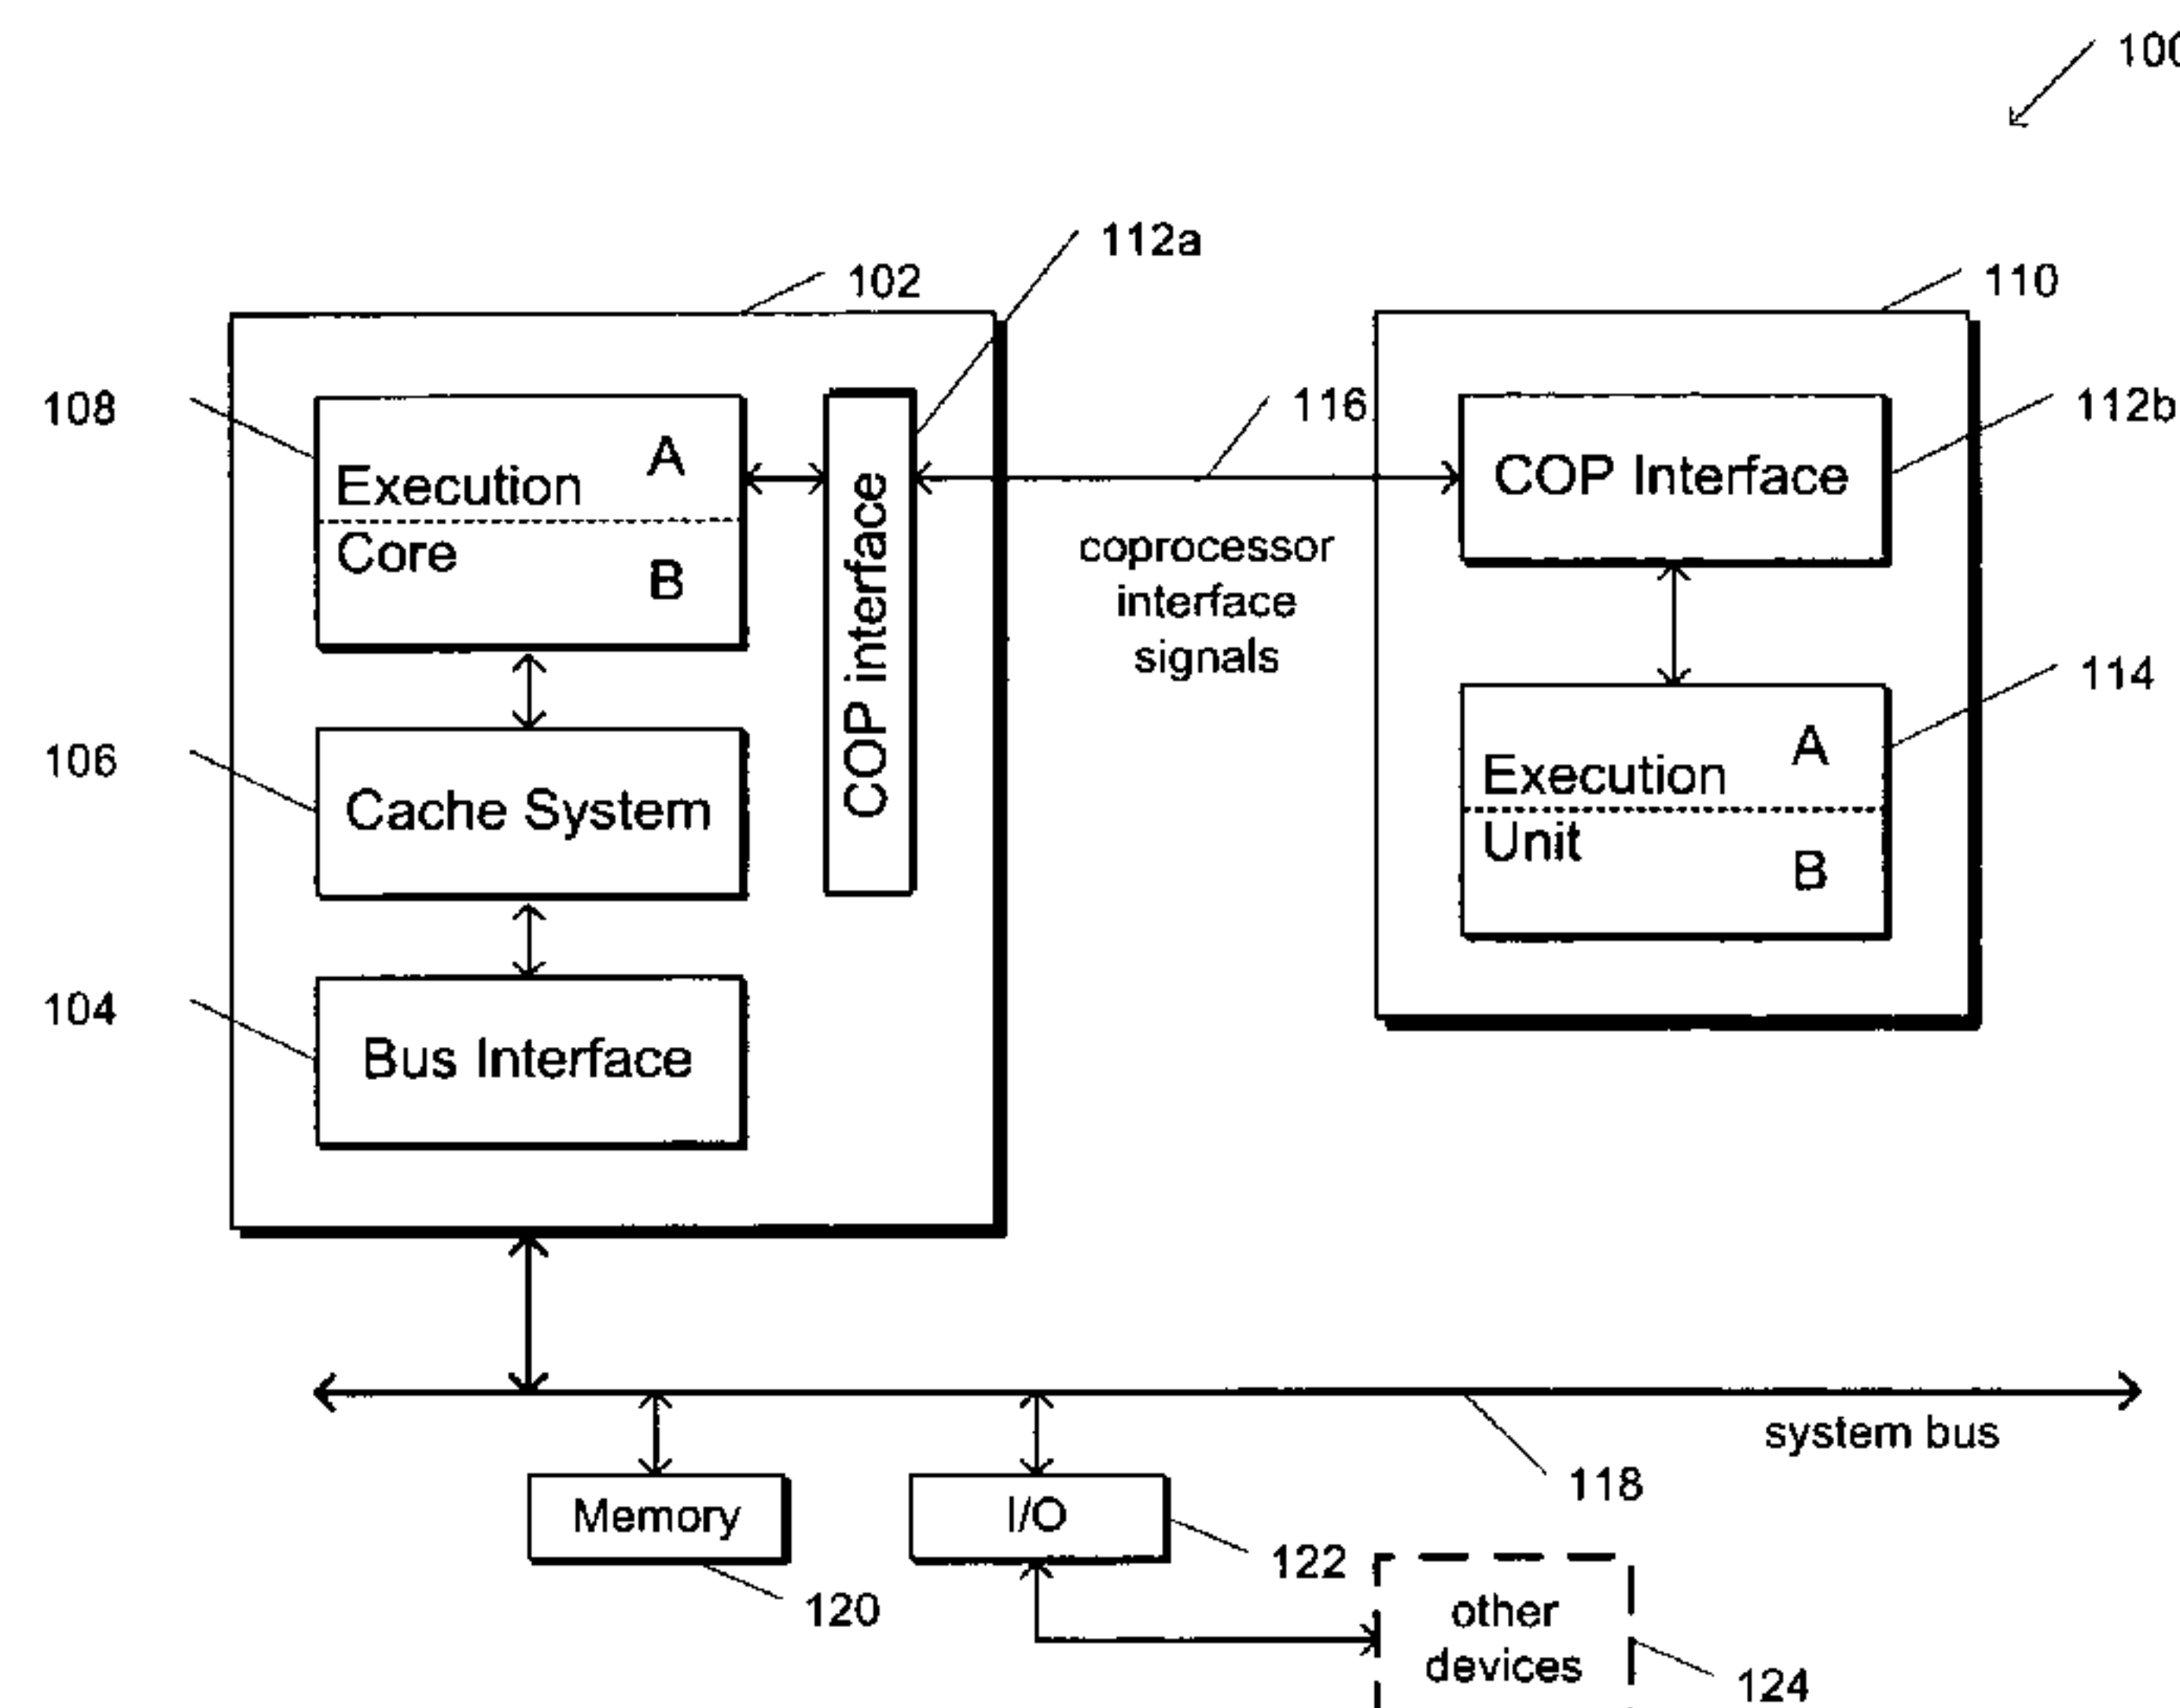 100
112a
102
110
108
116
112b
A
Execution
Core
B
COP interface
COP Interface
coprocessor
interface
signals
114
A
Execution
Unit
B
106
Cache System
104
Bus Interface
system bus
118
Memory
I/O
122
120
other
devices
124